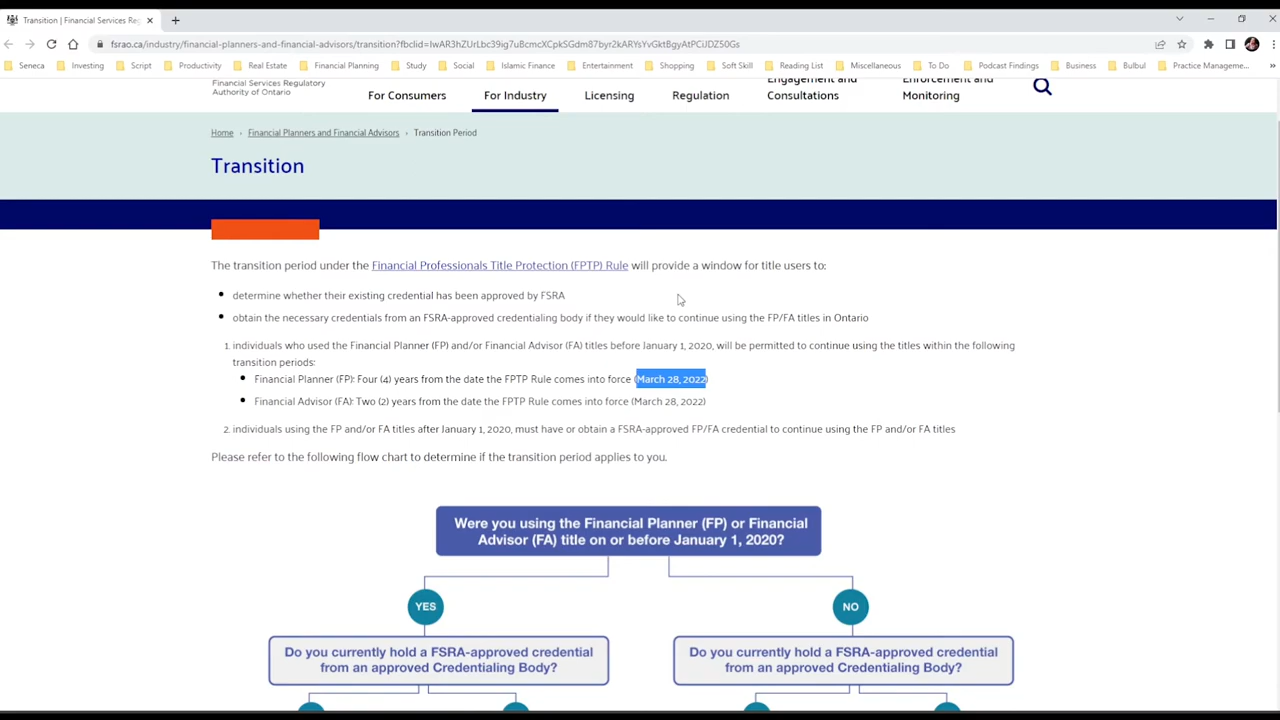 Transition | Financial Services Reg
fsrao.ca/industry/financial-planners-and-financial-advisors/transition?fbclid=IwAR3hZUrLbc39ig7uBcmcXCpkSGdm87byr2kARYsYvGktBgyAtPCiJDZ50Gs
Seneca Investing Script Productivity Real Estate Financial Planning Study Social Islamic Finance Entertainment Shopping Soft Skill Reading List Miscellaneous To Do Podcast Findings Business Bulbul Practice Manageme... »
Financial Services Regulatory
Authority of Ontario
For Consumers
For Industry
Licensing
Regulation
Engagement and
Consultations
Enforcement and
Monitoring
Home › Financial Planners and Financial Advisors › Transition Period
Transition
The transition period under the Financial Professionals Title Protection (FPTP) Rule will provide a window for title users to:
• determine whether their existing credential has been approved by FSRA
• obtain the necessary credentials from an FSRA-approved credentialing body if they would like to continue using the FP/FA titles in Ontario
1. individuals who used the Financial Planner (FP) and/or Financial Advisor (FA) titles before January 1, 2020, will be permitted to continue using the titles within the following
transition periods:
• Financial Planner (FP): Four (4) years from the date the FPTP Rule comes into force (March 28, 2022)
• Financial Advisor (FA): Two (2) years from the date the FPTP Rule comes into force (March 28, 2022)
2. individuals using the FP and/or FA titles after January 1, 2020, must have or obtain a FSRA-approved FP/FA credential to continue using the FP and/or FA titles
Please refer to the following flow chart to determine if the transition period applies to you.
Were you using the Financial Planner (FP) or Financial
Advisor (FA) title on or before January 1, 2020?
YES
NO
Do you currently hold a FSRA-approved credential
from an approved Credentialing Body?
Do you currently hold a FSRA-approved credential
from an approved Credentialing Body?